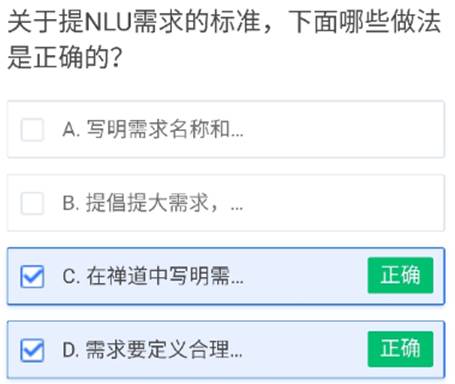 关于提NLU需求的标准，下面哪些做法
是正确的？
A. 写明需求名称和...
B. 提倡提大需求，...
C. 在禅道中写明需... 正确
D. 需求要定义合理... 正确